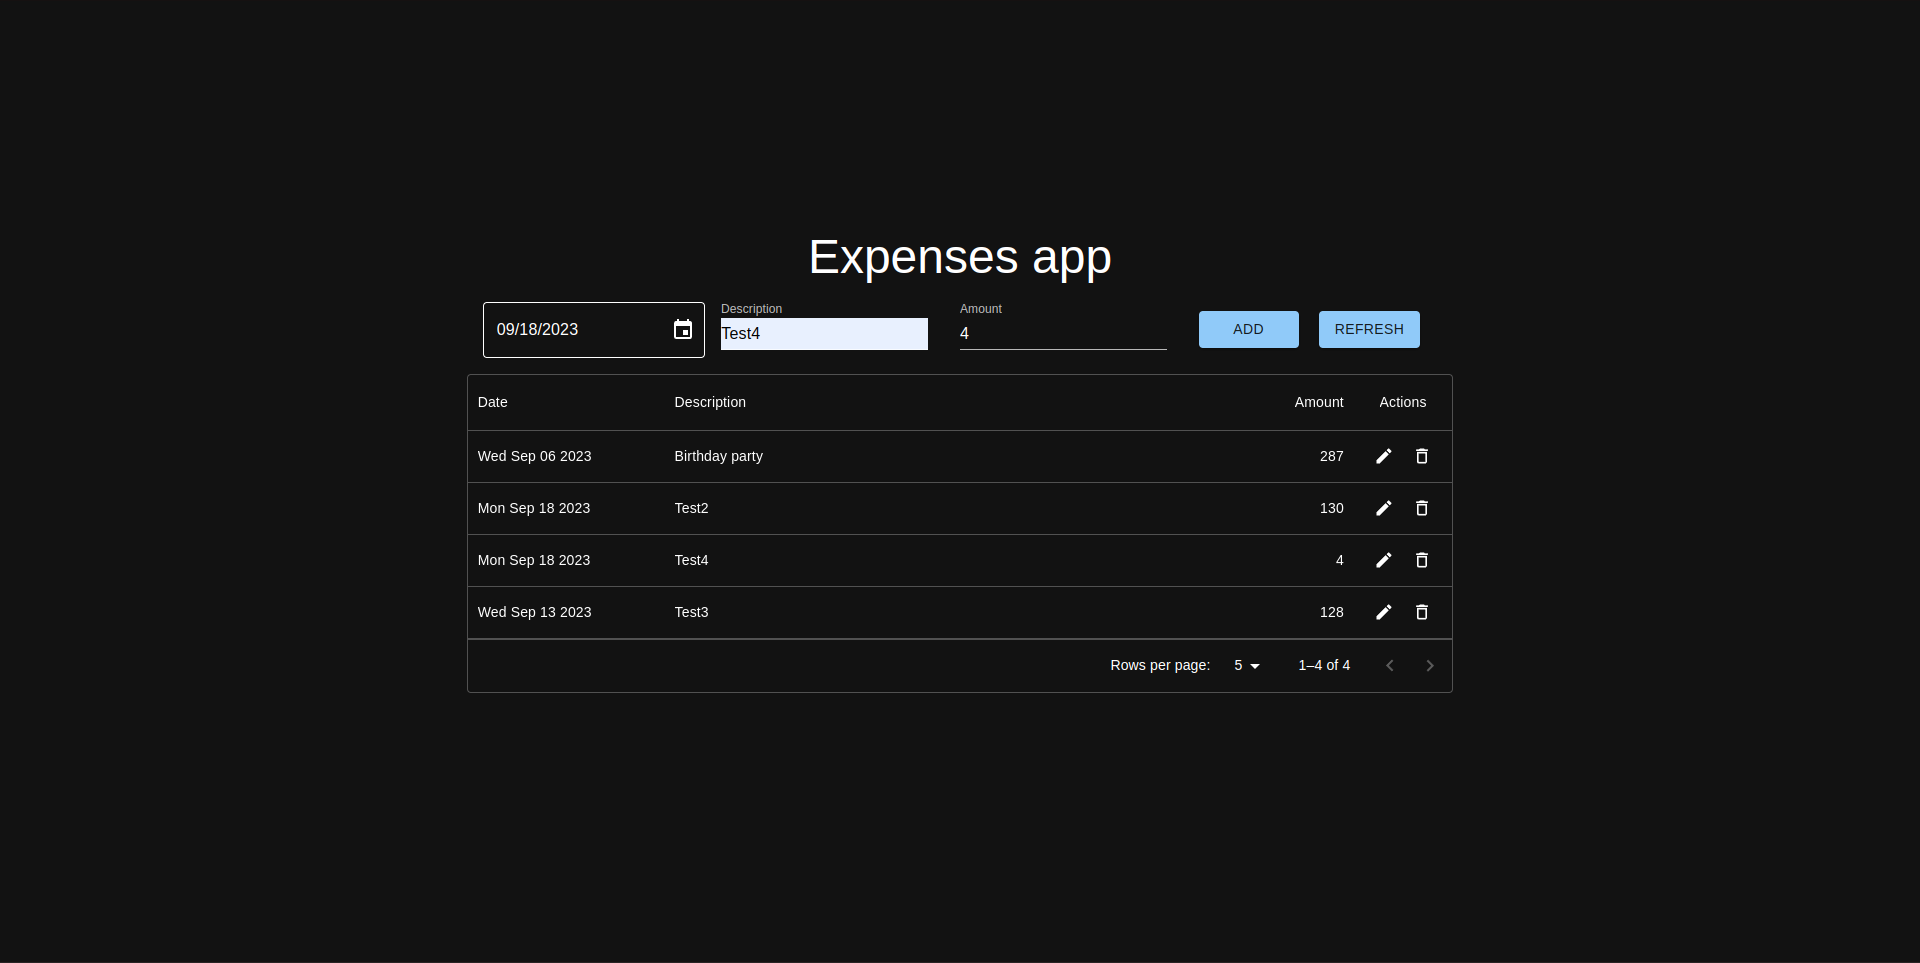 Expenses app
09/18/2023
Description
Test4
Amount
4
ADD
REFRESH
Date Description Amount Actions
Wed Sep 06 2023 Birthday party 287
Mon Sep 18 2023 Test2 130
Mon Sep 18 2023 Test4 4
Wed Sep 13 2023 Test3 128
Rows per page: 5 1–4 of 4